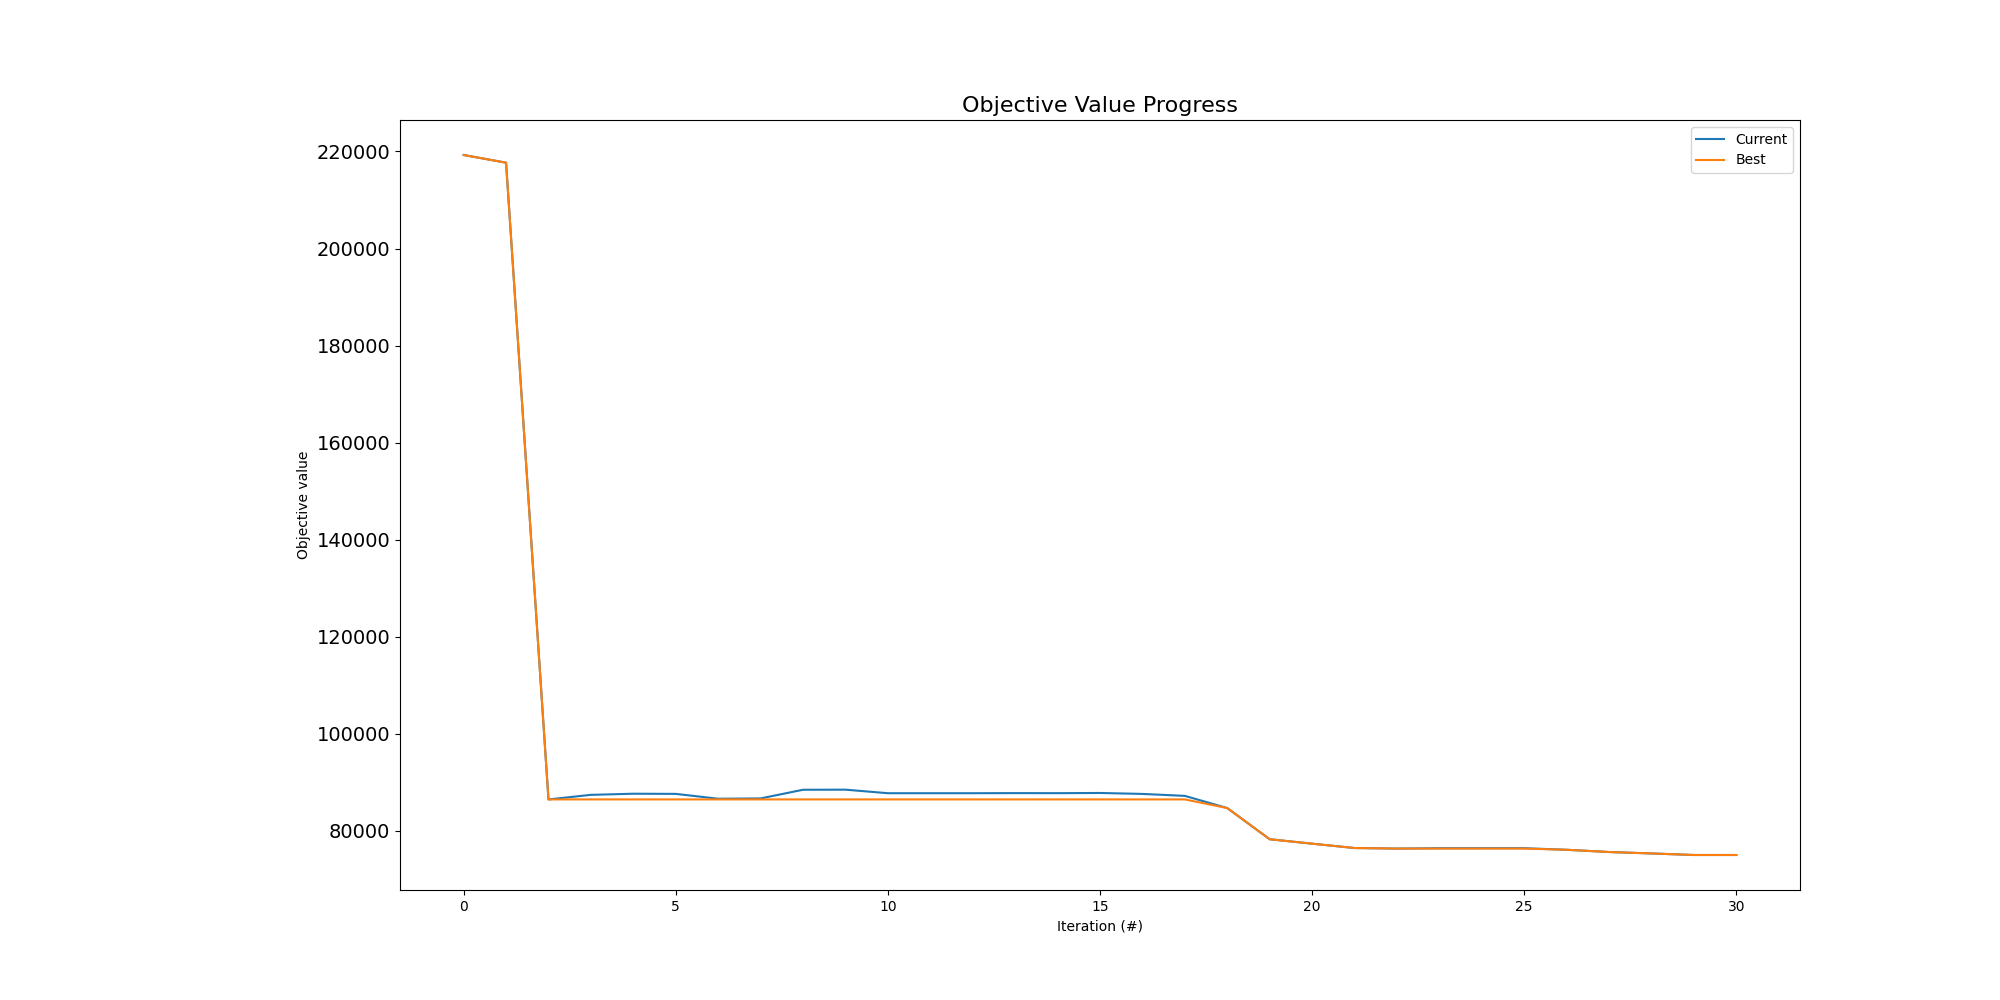 Objective Value Progress
Current
Best
220000
200000
180000
160000
140000
120000
100000
80000
Objective value
0 5 10 15 20 25 30
Iteration (#)